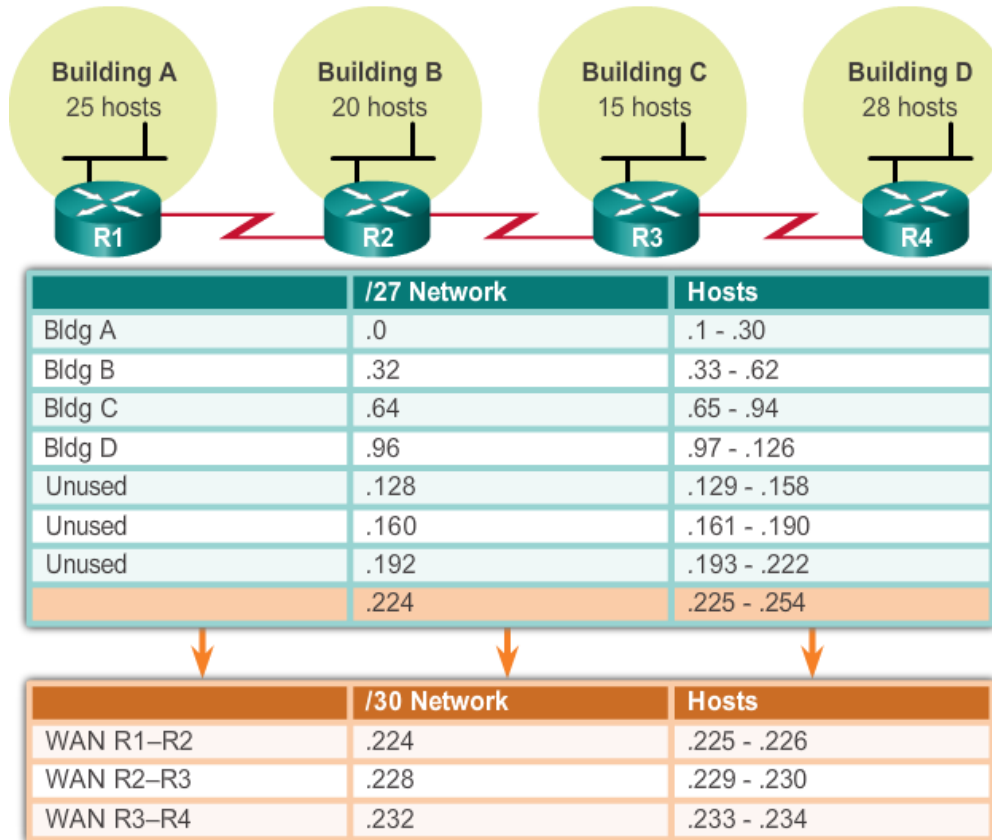 Building A Building B Building C Building D
25 hosts 20 hosts 15 hosts 28 hosts
R1 R2 R3 R4
/27 Network Hosts
Bldg A .0 .1 - .30
Bldg B .32 .33 - .62
Bldg C .64 .65 - .94
Bldg D .96 .97 - .126
Unused .128 .129 - .158
Unused .160 .161 - .190
Unused .192 .193 - .222
.224 .225 - .254
/30 Network Hosts
WAN R1–R2 .224 .225 - .226
WAN R2–R3 .228 .229 - .230
WAN R3–R4 .232 .233 - .234